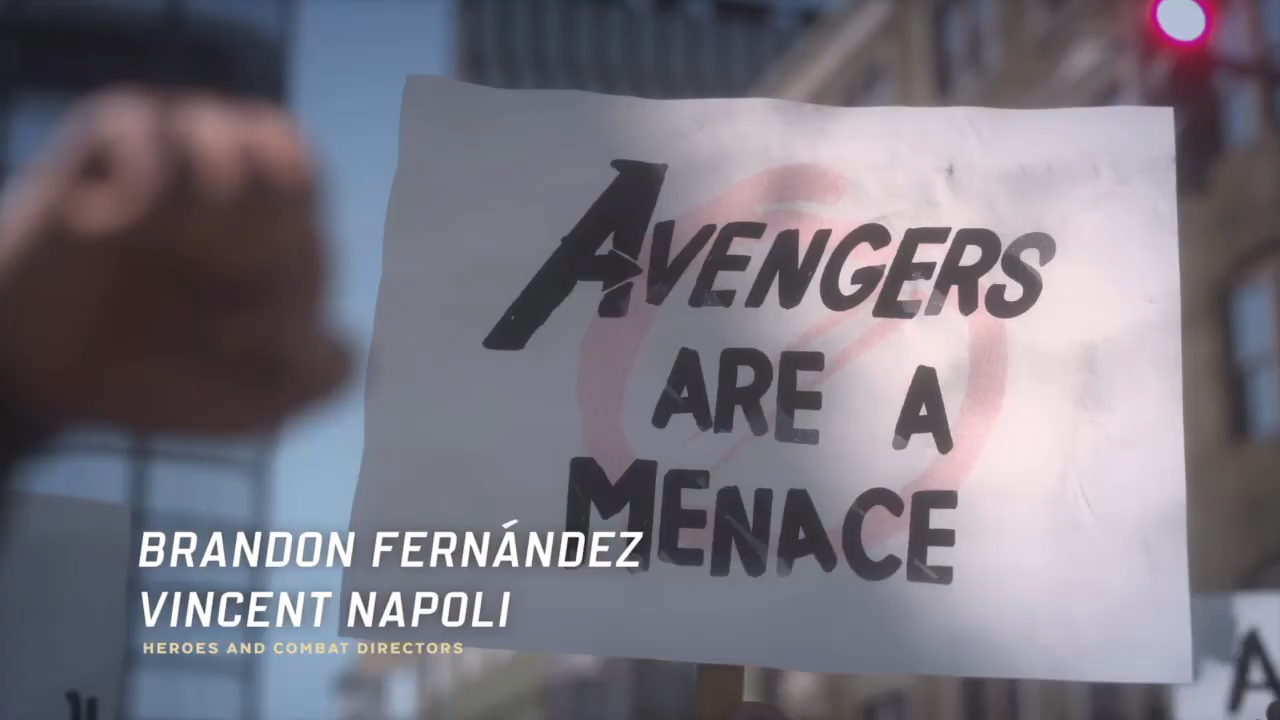 AVENGERS
ARE A
MENACE
BRANDON FERNÁNDEZ
VINCENT NAPOLI
HEROES AND COMBAT DIRECTORS
A